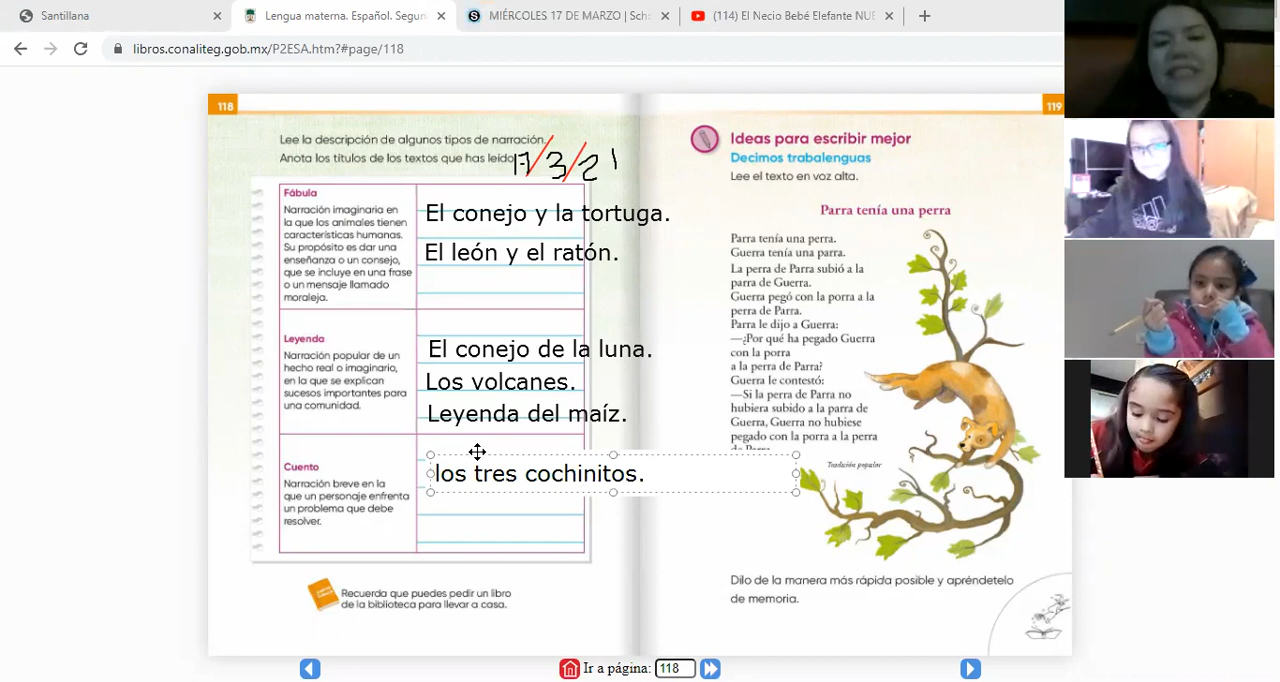 Santillana
Lengua materna. Español. Segun
MIÉRCOLES 17 DE MARZO | Sch
(114) El Necio Bebé Elefante NUE
libros.conaliteg.gob.mx/P2ESA.htm?#page/118
118
Lee la descripción de algunos tipos de narración.
Anota los títulos de los textos que has leído
17/3/21
Fábula
Narración imaginaria en
la que los animales tienen
características humanas.
Su propósito es dar una
enseñanza o un consejo,
que se incluye en una frase
o un mensaje llamado
moraleja.
El conejo y la tortuga.
El león y el ratón.
Leyenda
Narración popular de un
hecho real o imaginario,
en la que se explican
sucesos importantes para
una comunidad.
El conejo de la luna.
Los volcanes.
Leyenda del maíz.
Cuento
Narración breve en la
que un personaje enfrenta
un problema que debe
resolver.
los tres cochinitos.
Recuerda que puedes pedir un libro
de la biblioteca para llevar a casa.
119
Ideas para escribir mejor
Decimos trabalenguas
Lee el texto en voz alta.
Parra tenía una perra
Parra tenía una perra.
Guerra tenía una parra.
La perra de Parra subió a la
parra de Guerra.
Guerra pegó con la porra a la
perra de Parra.
Parra le dijo a Guerra:
—¿Por qué ha pegado Guerra
con la porra
a la perra de Parra?
Guerra le contestó:
—Si la perra de Parra no
hubiera subido a la parra de
Guerra, Guerra no hubiese
pegado con la porra a la perra
de Parra.
Tradición popular
Dilo de la manera más rápida posible y apréndetelo
de memoria.
Ir a página: 118